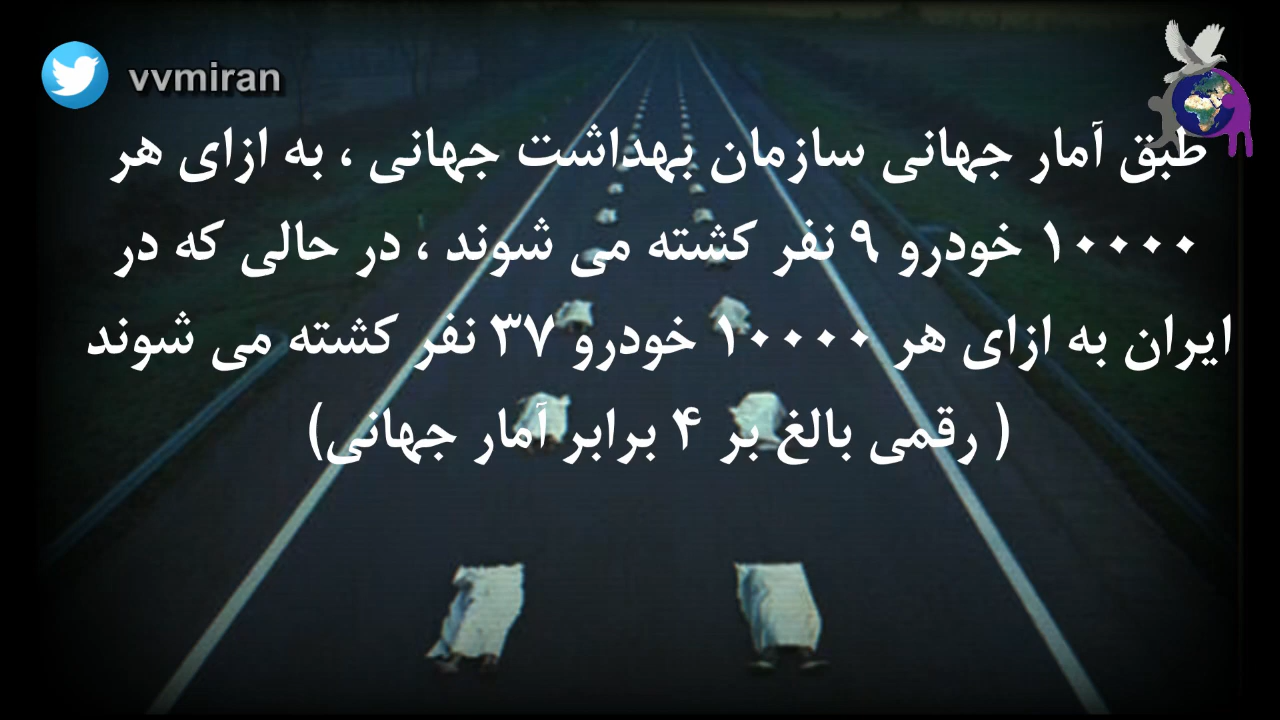 vvmiran
طبق آمار جهانی سازمان بهداشت جهانی ، به ازای هر
۱۰۰۰۰ خودرو ۹ نفر کشته می شوند ، در حالی که در
ایران به ازای هر ۱۰۰۰۰ خودرو ۳۷ نفر کشته می شوند
( رقمی بالغ بر ۴ برابر آمار جهانی)